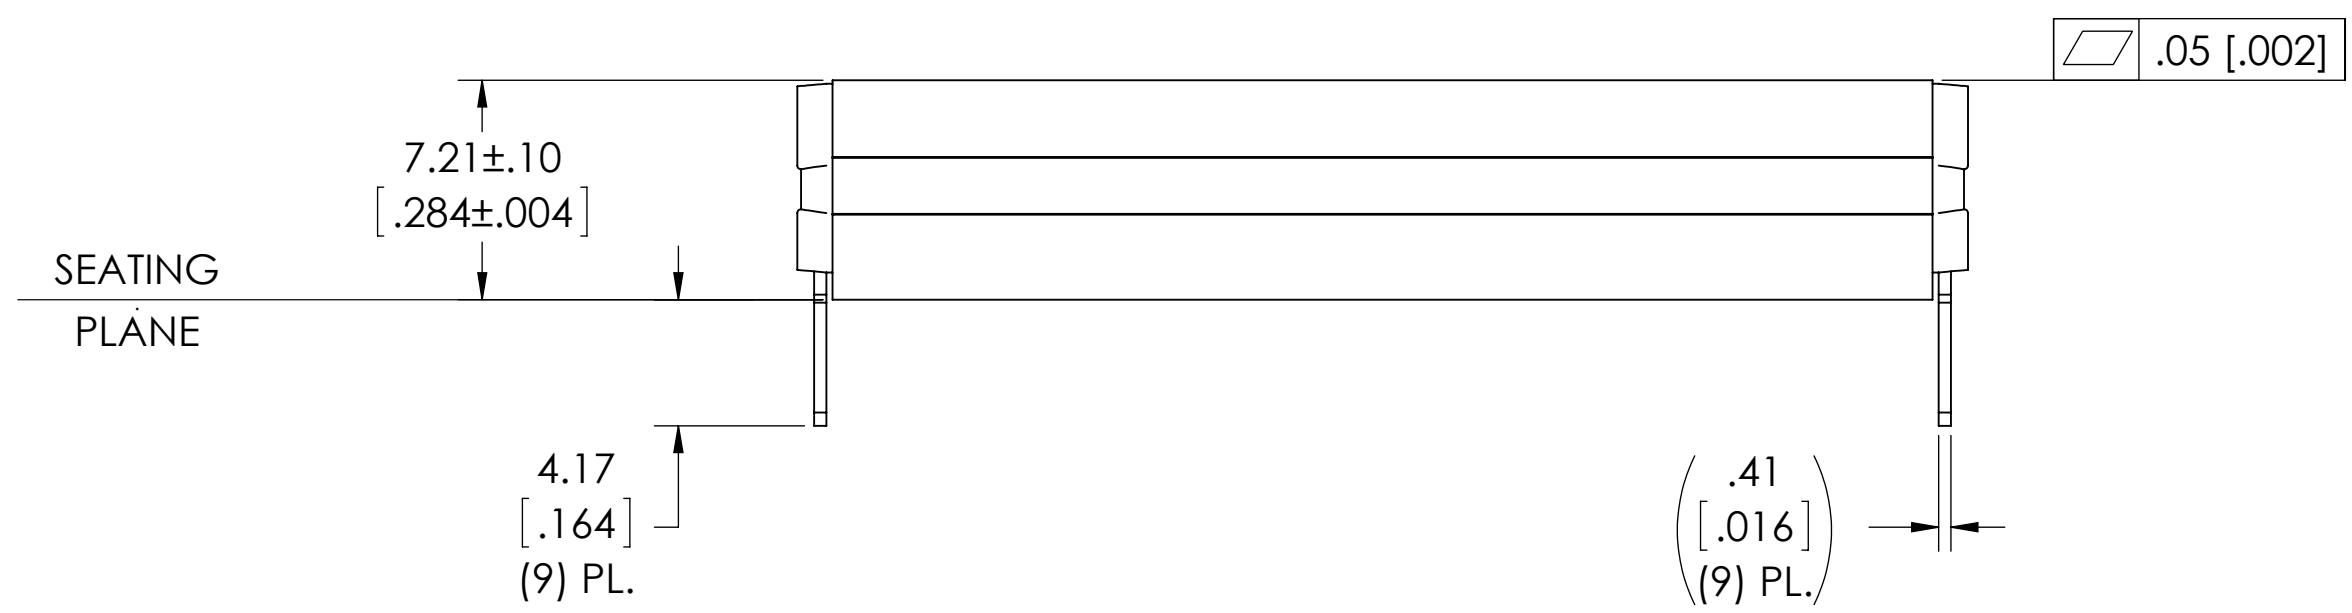 .05 [.002]
7.21±.10
[.284±.004]
SEATING
PLANE
4.17
[.164]
(9) PL.
(.41
[.016]
(9) PL.)